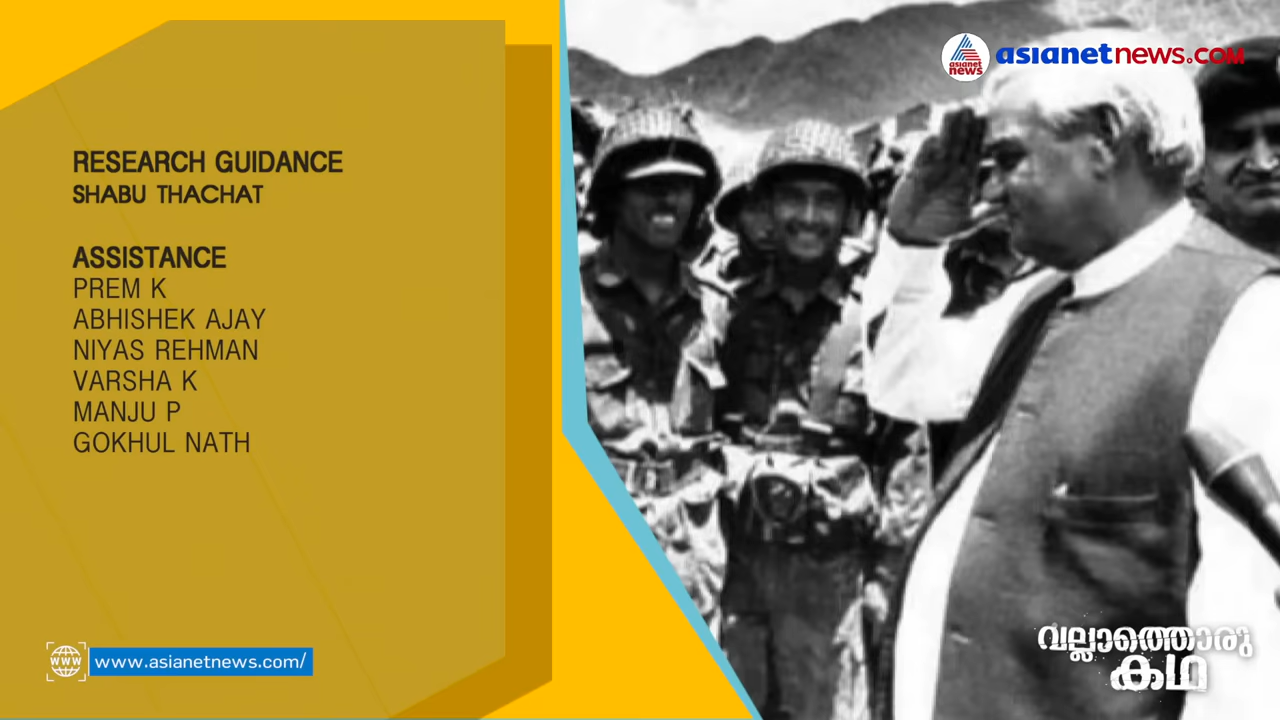 RESEARCH GUIDANCE
SHABU THACHAT
ASSISTANCE
PREM K
ABHISHEK AJAY
NIYAS REHMAN
VARSHA K
MANJU P
GOKHUL NATH
www
www.asianetnews.com/
asianet
news
asianetnews.com
വല്ലാത്തൊരു
കഥ